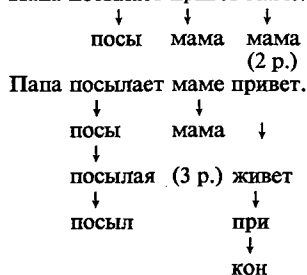 посы мама мама
(2 р.)
Папа посылает маме привет.
посы мама
посылая (3 р.) живет
посыл при
кон